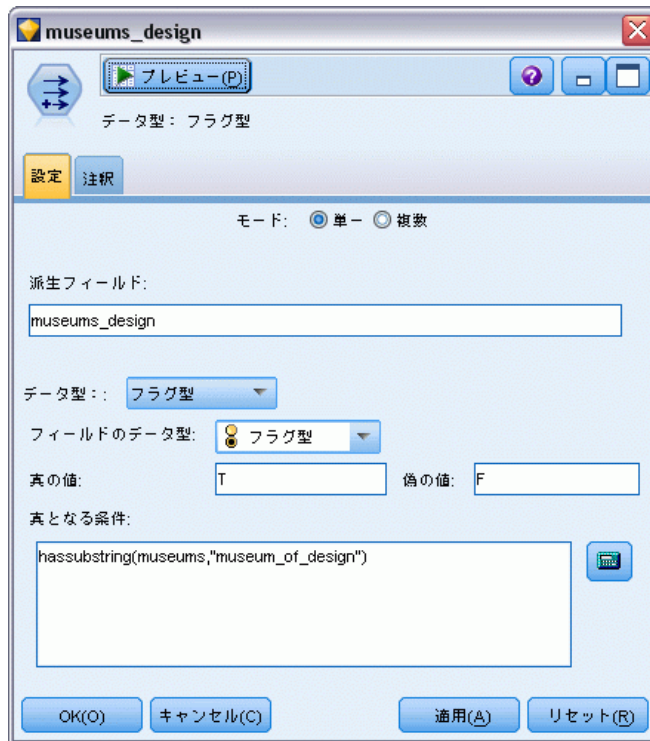 museums_design
プレビュー(P)
データ型: フラグ型
設定 注釈
モード: 単一 複数
派生フィールド:
museums_design
データ型:: フラグ型
フィールドのデータ型: フラグ型
真の値: T 偽の値: F
真となる条件:
hassubstring(museums,"museum_of_design")
OK(O) キャンセル(C) 適用(A) リセット(R)